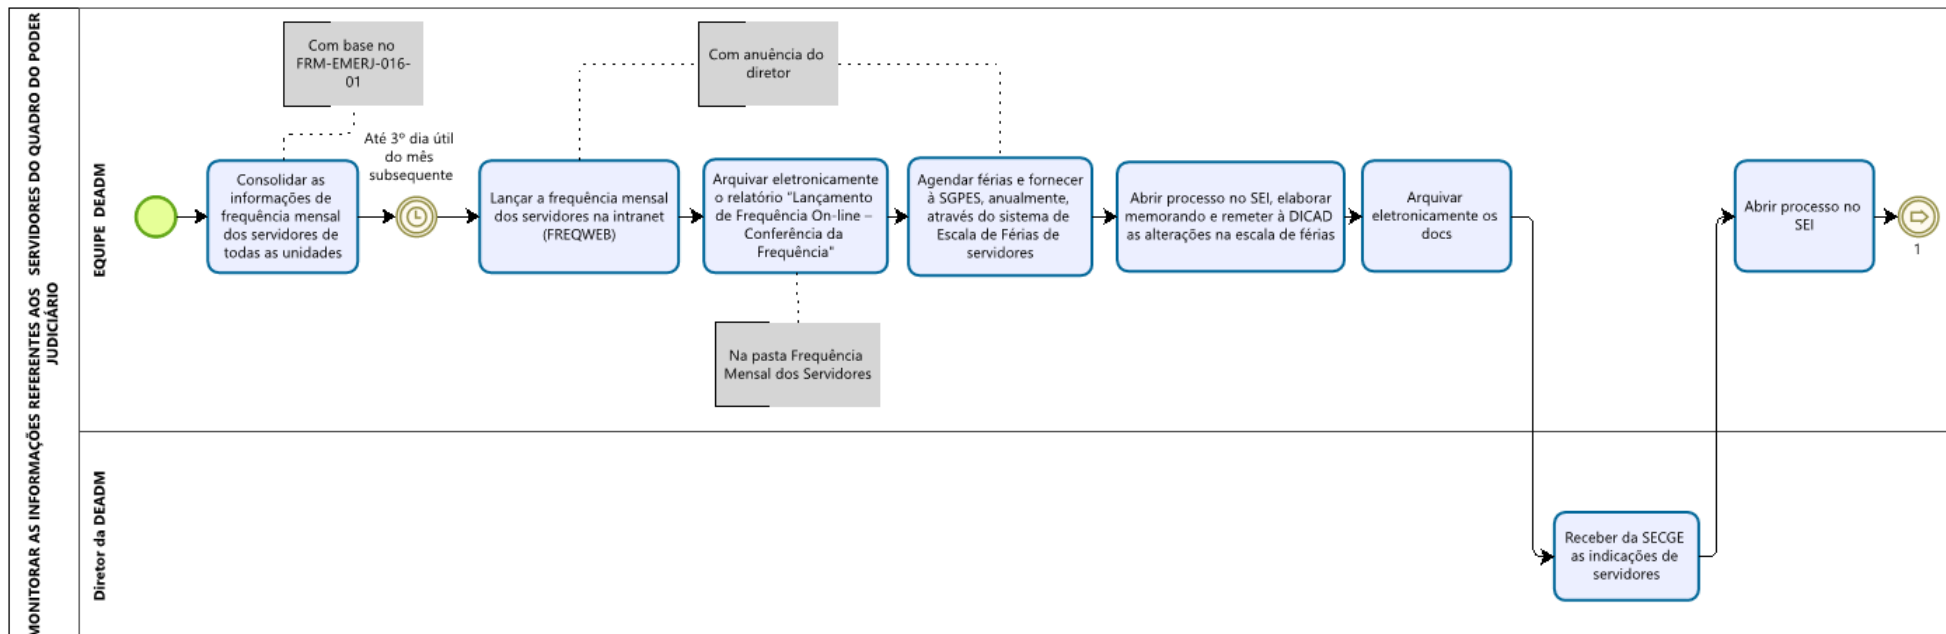 MONITORAR AS INFORMAÇÕES REFERENTES AOS SERVIDORES DO QUADRO DO PODER
JUDICIÁRIO
EQUIPE DEADM
Com base no
FRM-EMERJ-016-
01
Consolidar as
informações de
frequência mensal
dos servidores de
todas as unidades
Até 3º dia útil
do mês
subsequente
Com anuência do
diretor
Lançar a frequência mensal
dos servidores na intranet
(FREQWEB)
Arquivar eletronicamente
o relatório "Lançamento
de Frequência On-line –
Conferência da
Frequência"
Na pasta Frequência
Mensal dos Servidores
Agendar férias e fornecer
à SGPES, anualmente,
através do sistema de
Escala de Férias de
servidores
Abrir processo no SEI, elaborar
memorando e remeter à DICAD
as alterações na escala de férias
Arquivar
eletronicamente os
docs
Abrir processo no
SEI
1
Diretor da DEADM
Receber da SECGE
as indicações de
servidores